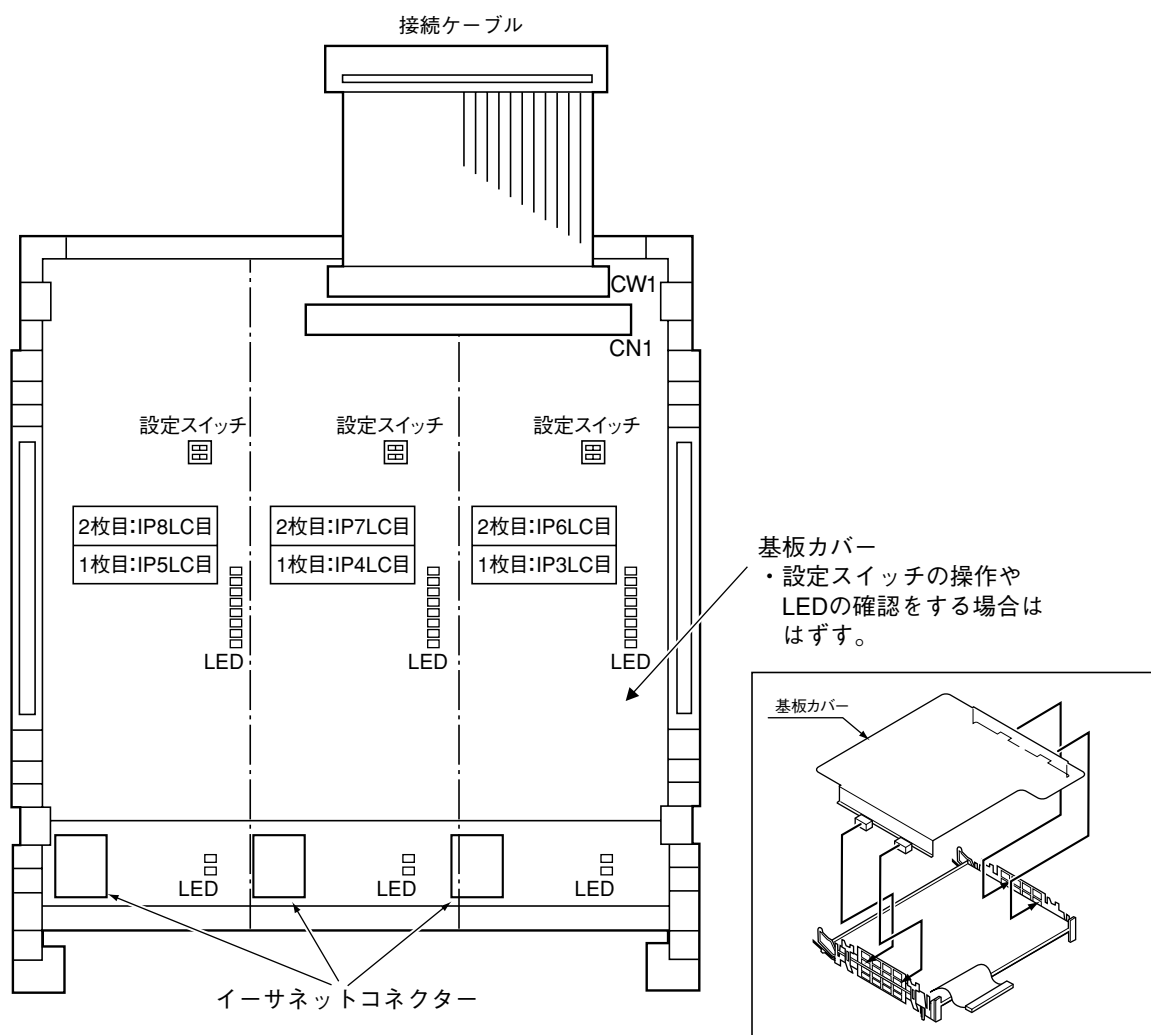 接続ケーブル
CW1
CN1
設定スイッチ
設定スイッチ
設定スイッチ
2枚目:IP8LC目
1枚目:IP5LC目
2枚目:IP7LC目
1枚目:IP4LC目
2枚目:IP6LC目
1枚目:IP3LC目
LED
LED
LED
基板カバー
・設定スイッチの操作や
LEDの確認をする場合は
はずす。
基板カバー
LED
LED
LED
イーサネットコネクター